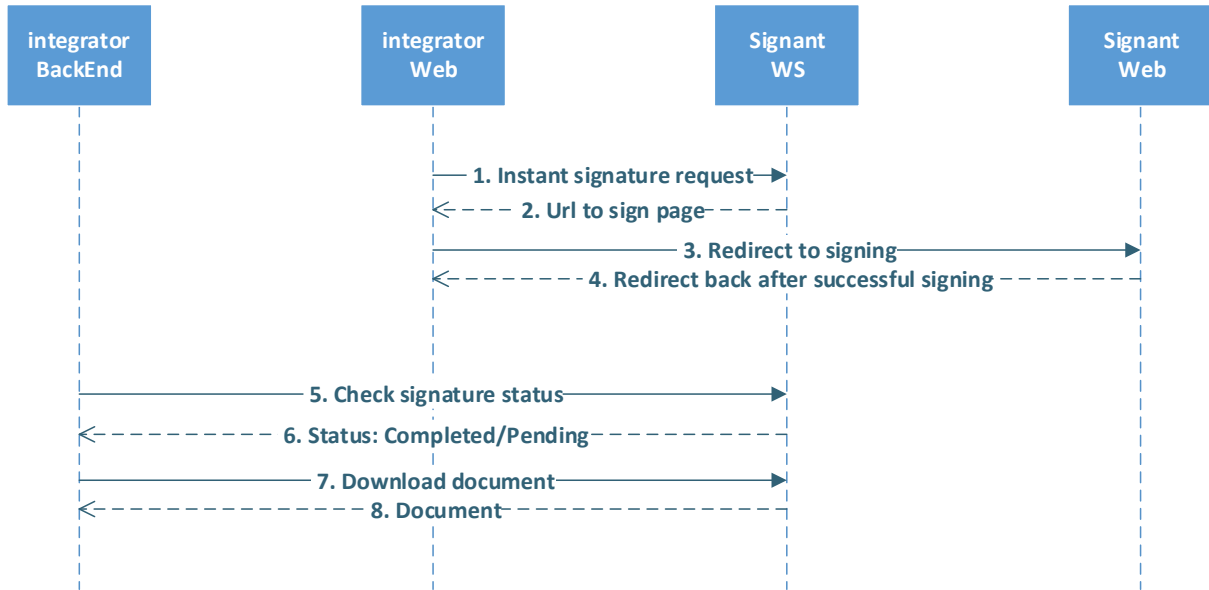 integrator
BackEnd
integrator
Web
Signant
WS
Signant
Web
1. Instant signature request
2. Url to sign page
3. Redirect to signing
4. Redirect back after successful signing
5. Check signature status
6. Status: Completed/Pending
7. Download document
8. Document